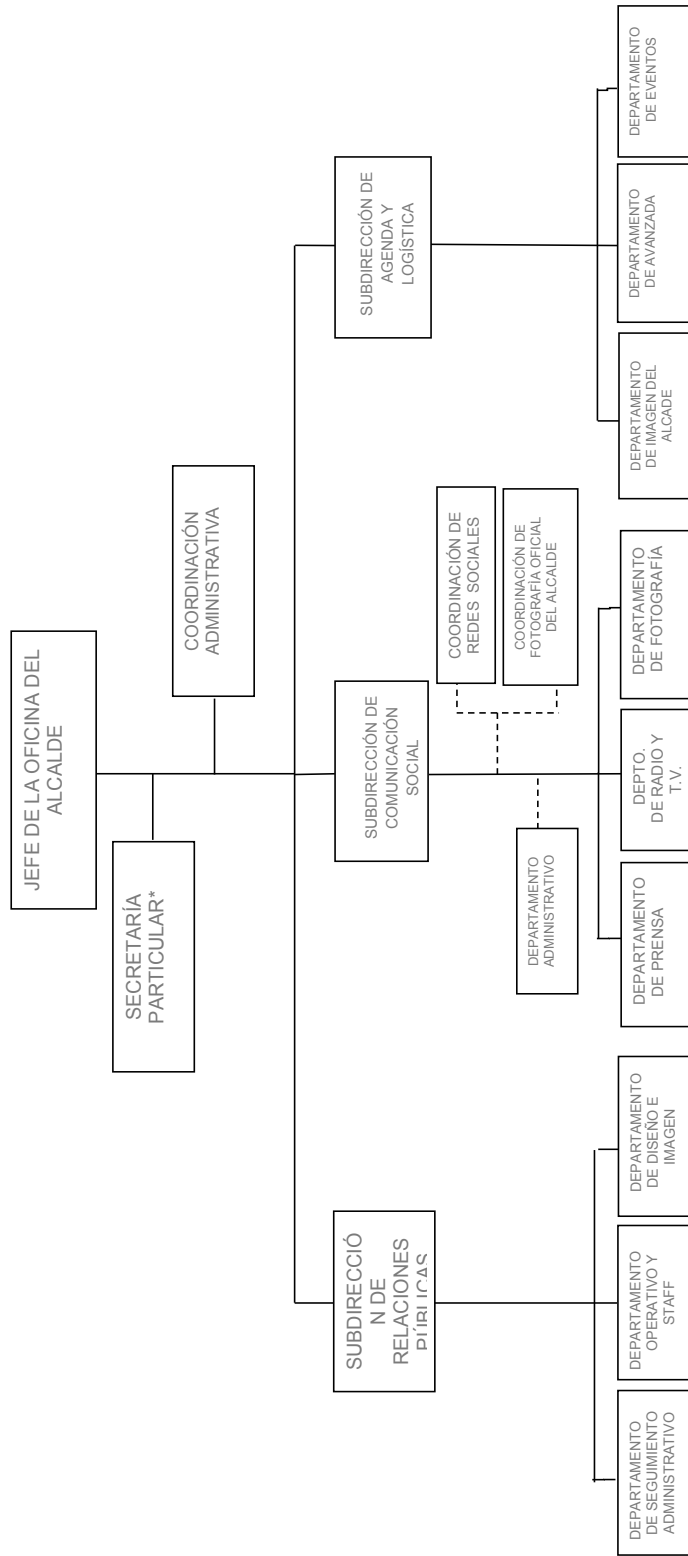 JEFE DE LA OFICINA DEL
ALCALDE
SECRETARÍA
PARTICULAR*
COORDINACIÓN
ADMINISTRATIVA
SUBDIRECCIÓ
N DE
RELACIONES
PÚBLICAS
SUBDIRECCIÓN DE
COMUNICACIÓN
SOCIAL
SUBDIRECCIÓN DE
AGENDA Y
LOGÍSTICA
COORDINACIÓN DE
REDES SOCIALES
COORDINACIÓN DE
FOTOGRAFÍA OFICIAL
DEL ALCALDE
DEPARTAMENTO
ADMINISTRATIVO
DEPARTAMENTO
DE SEGUIMIENTO
ADMINISTRATIVO
DEPARTAMENTO
OPERATIVO Y
STAFF
DEPARTAMENTO
DE DISEÑO E
IMAGEN
DEPARTAMENTO
DE PRENSA
DEPTO.
DE RADIO Y
T.V.
DEPARTAMENTO
DE FOTOGRAFÍA
DEPARTAMENTO
DE IMAGEN DEL
ALCADE
DEPARTAMENTO
DE AVANZADA
DEPARTAMENTO
DE EVENTOS